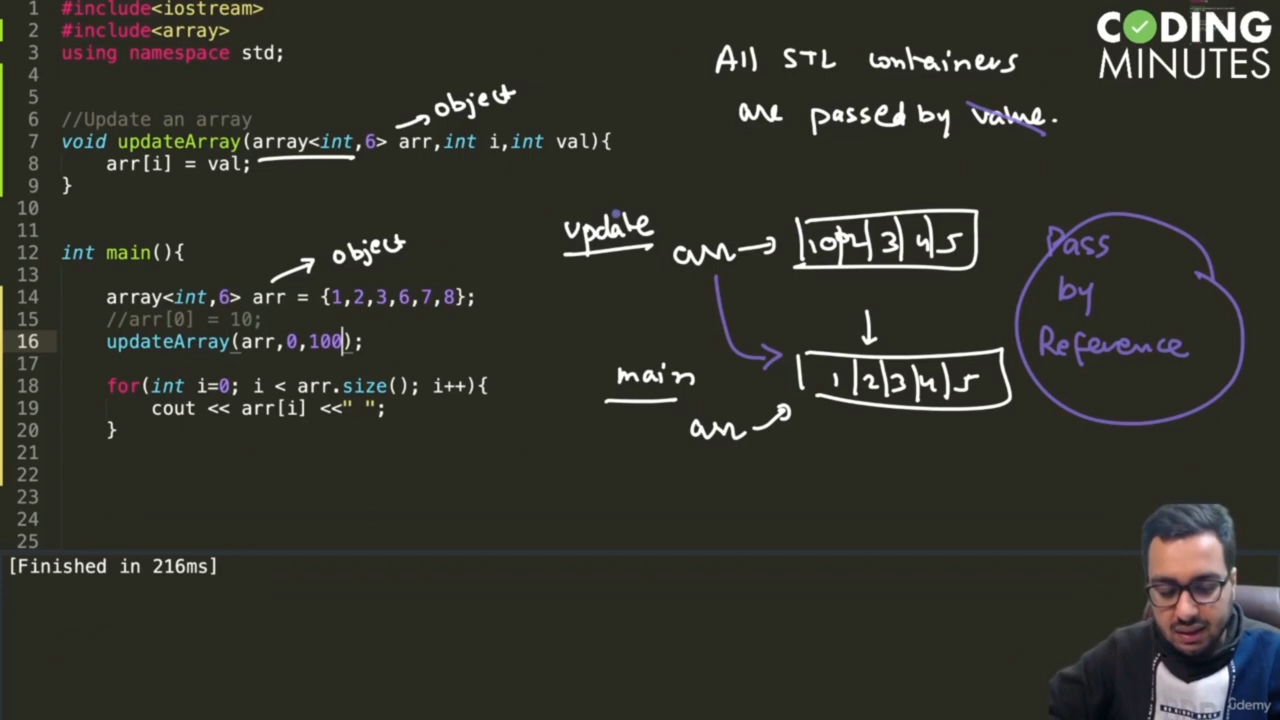 1 #include<iostream>
2 #include<array>
3 using namespace std;
4
5
6 //Update an array
7 void updateArray(array<int,6> arr,int i,int val){
8 arr[i] = val;
9 }
10
11
12 int main(){
13
14 array<int,6> arr = {1,2,3,6,7,8};
15 //arr[0] = 10;
16 updateArray(arr,0,100);
17
18 for(int i=0; i < arr.size(); i++){
19 cout << arr[i] <<" ";
20 }
21
22
23
24
25
[Finished in 216ms]
object
object
All STL containers
are passed by value.
update
arr
3 4 5
main
arr
1 2 3 4 5
Pass
by
Reference
CODING
MINUTES
Udemy